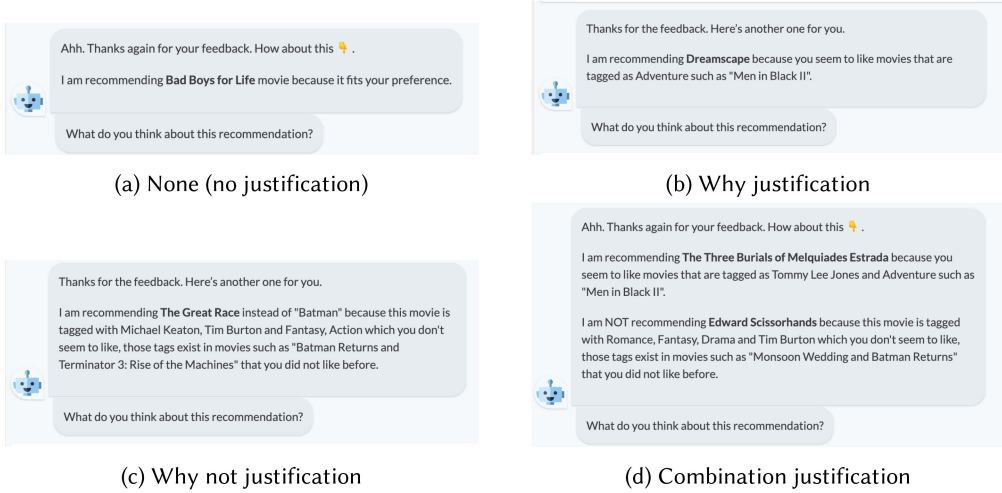 Ahh. Thanks again for your feedback. How about this 👇 .
I am recommending Bad Boys for Life movie because it fits your preference.
What do you think about this recommendation?
(a) None (no justification)
Thanks for the feedback. Here's another one for you.
I am recommending Dreamscape because you seem to like movies that are
tagged as Adventure such as "Men in Black II".
What do you think about this recommendation?
(b) Why justification
Thanks for the feedback. Here's another one for you.
I am recommending The Great Race instead of "Batman" because this movie is
tagged with Michael Keaton, Tim Burton and Fantasy, Action which you don't
seem to like, those tags exist in movies such as "Batman Returns and
Terminator 3: Rise of the Machines" that you did not like before.
What do you think about this recommendation?
(c) Why not justification
Ahh. Thanks again for your feedback. How about this 👇 .
I am recommending The Three Burials of Melquiades Estrada because you
seem to like movies that are tagged as Tommy Lee Jones and Adventure such as
"Men in Black II".
I am NOT recommending Edward Scissorhands because this movie is tagged
with Romance, Fantasy, Drama and Tim Burton which you don't seem to like,
those tags exist in movies such as "Monsoon Wedding and Batman Returns"
that you did not like before.
What do you think about this recommendation?
(d) Combination justification